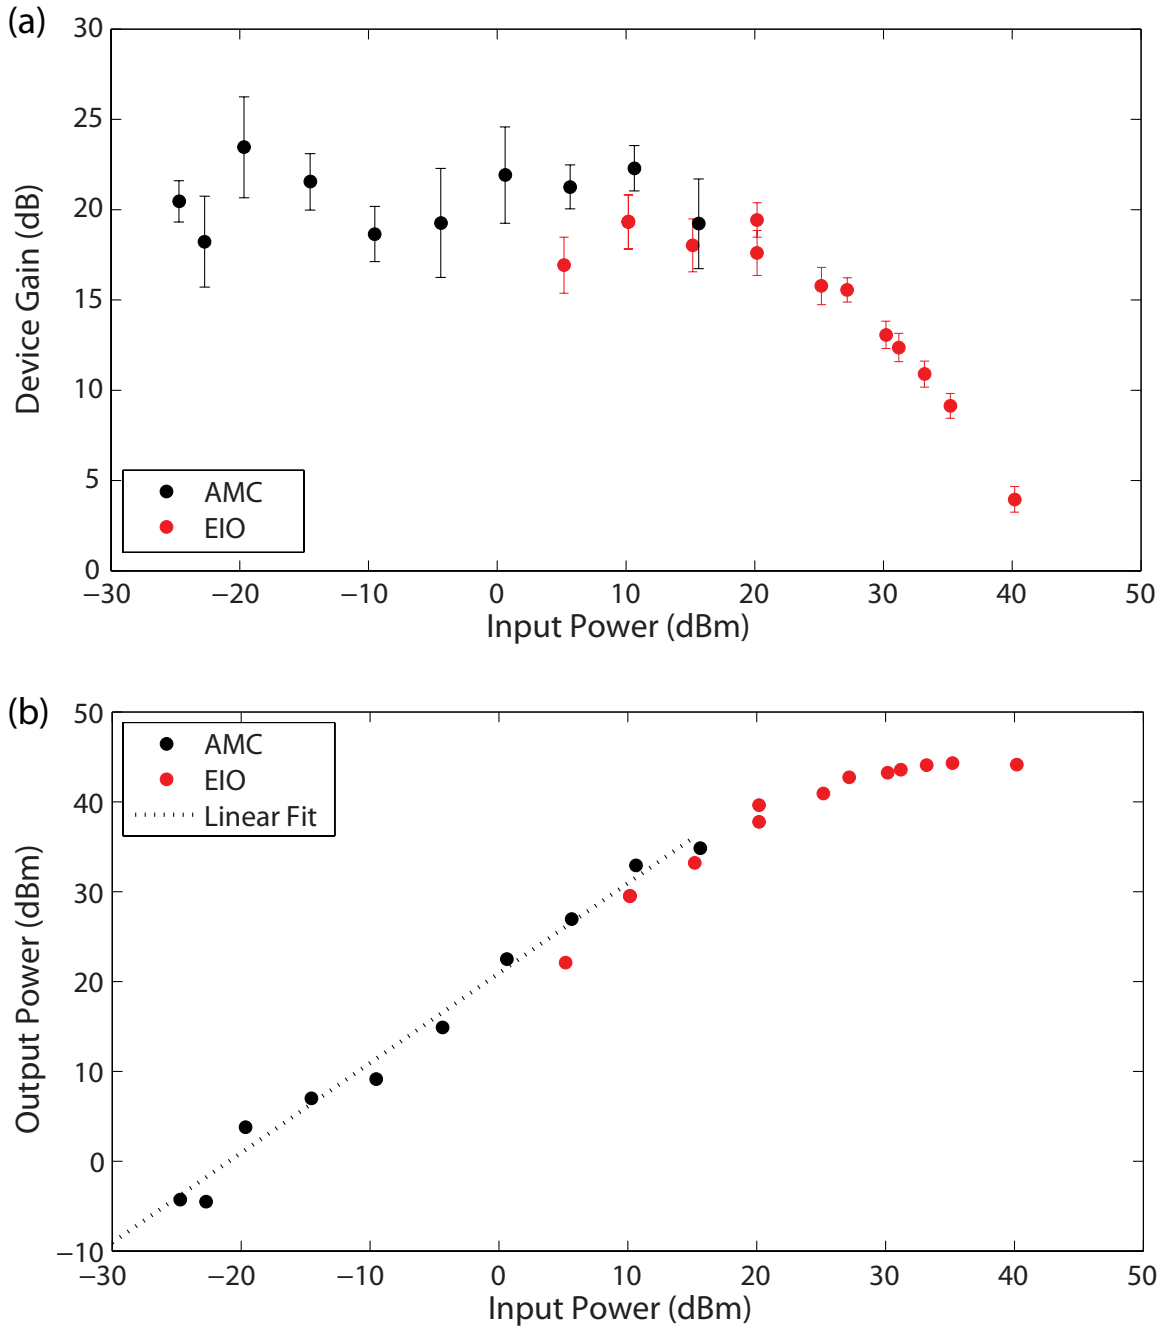 (a)
30
25
20
15
10
5
0
Device Gain (dB)
AMC
EIO
−30 −20 −10 0 10 20 30 40 50
Input Power (dBm)
(b)
50
40
30
20
10
0
−10
Output Power (dBm)
AMC
EIO
Linear Fit
−30 −20 −10 0 10 20 30 40 50
Input Power (dBm)